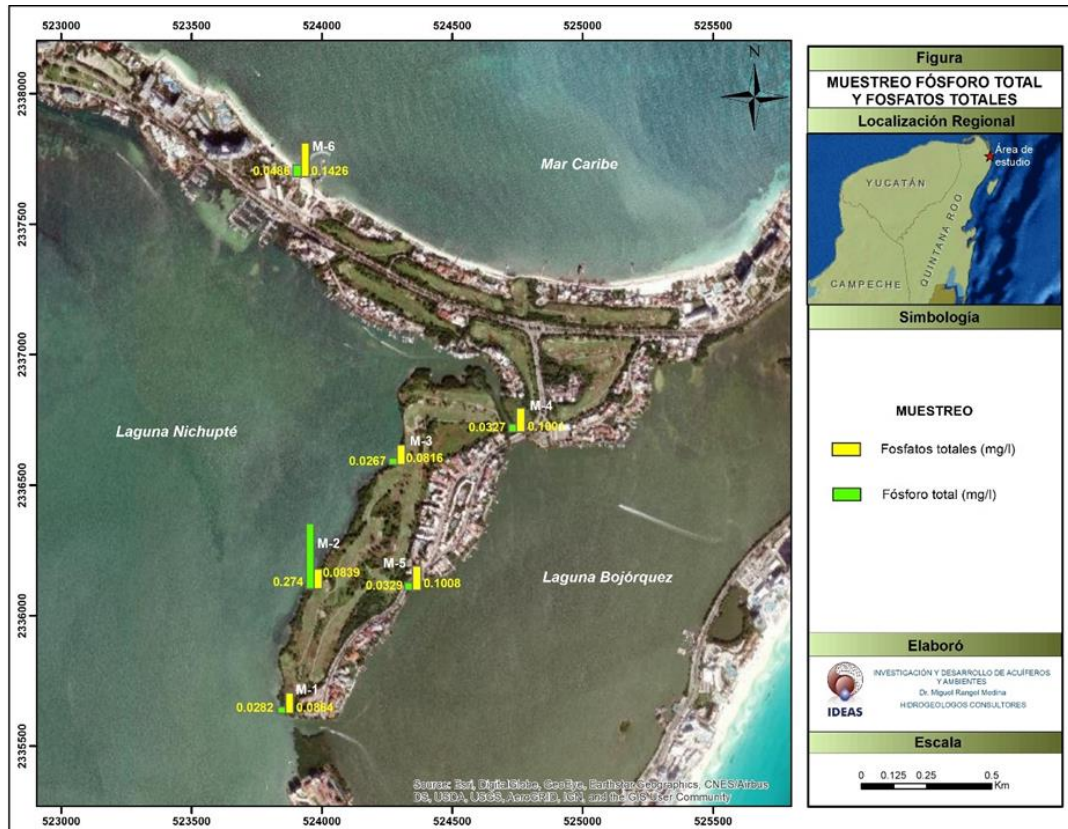 523000 523500 524000 524500 525000 525500
2338000
2337500
2337000
2336500
2336000
2335500
N
Mar Caribe
M-6
0.0486 0.1426
M-4
0.0327
Laguna Nichupté
M-3
0.0267 0.0816
M-2
0.274 0.0839
M-5
0.0329 0.1008
Laguna Bojórquez
M-1
0.0282 0.0864
Source: Esri, DigitalGlobe, GeoEye, Earthstar Geographics, CNES/Airbus
DS, USDA, USGS, AeroGRID, IGN, and the GIS User Community
523000 523500 524000 524500 525000 525500
Figura
MUESTREO FÓSFORO TOTAL
Y FOSFATOS TOTALES
Localización Regional
Área de
estudio
YUCATÁN
QUINTANA ROO
CAMPECHE
Simbología
MUESTREO
Fosfatos totales (mg/l)
Fósforo total (mg/l)
Elaboró
IDEAS
INVESTIGACIÓN Y DESARROLLO DE ACUÍFEROS
Y AMBIENTES
Dr. Miguel Rangel Medina
HIDROGEOLOGOS CONSULTORES
Escala
0 0.125 0.25 0.5
Km